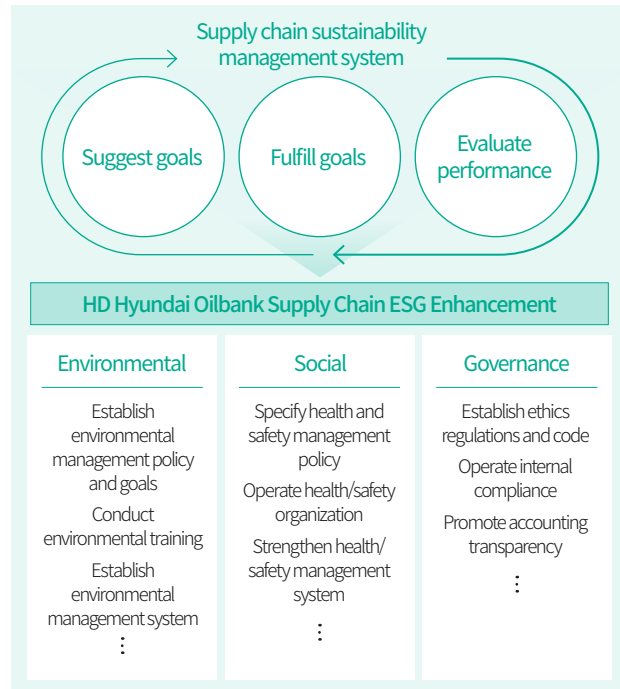 Supply chain sustainability
management system
Suggest goals
Fulfill goals
Evaluate
performance
HD Hyundai Oilbank Supply Chain ESG Enhancement
Environmental
Establish
environmental
management policy
and goals
Conduct
environmental training
Establish
environmental
management system
⋮
Social
Specify health and
safety management
policy
Operate health/safety
organization
Strengthen health/
safety management
system
⋮
Governance
Establish ethics
regulations and code
Operate internal
compliance
Promote accounting
transparency
⋮